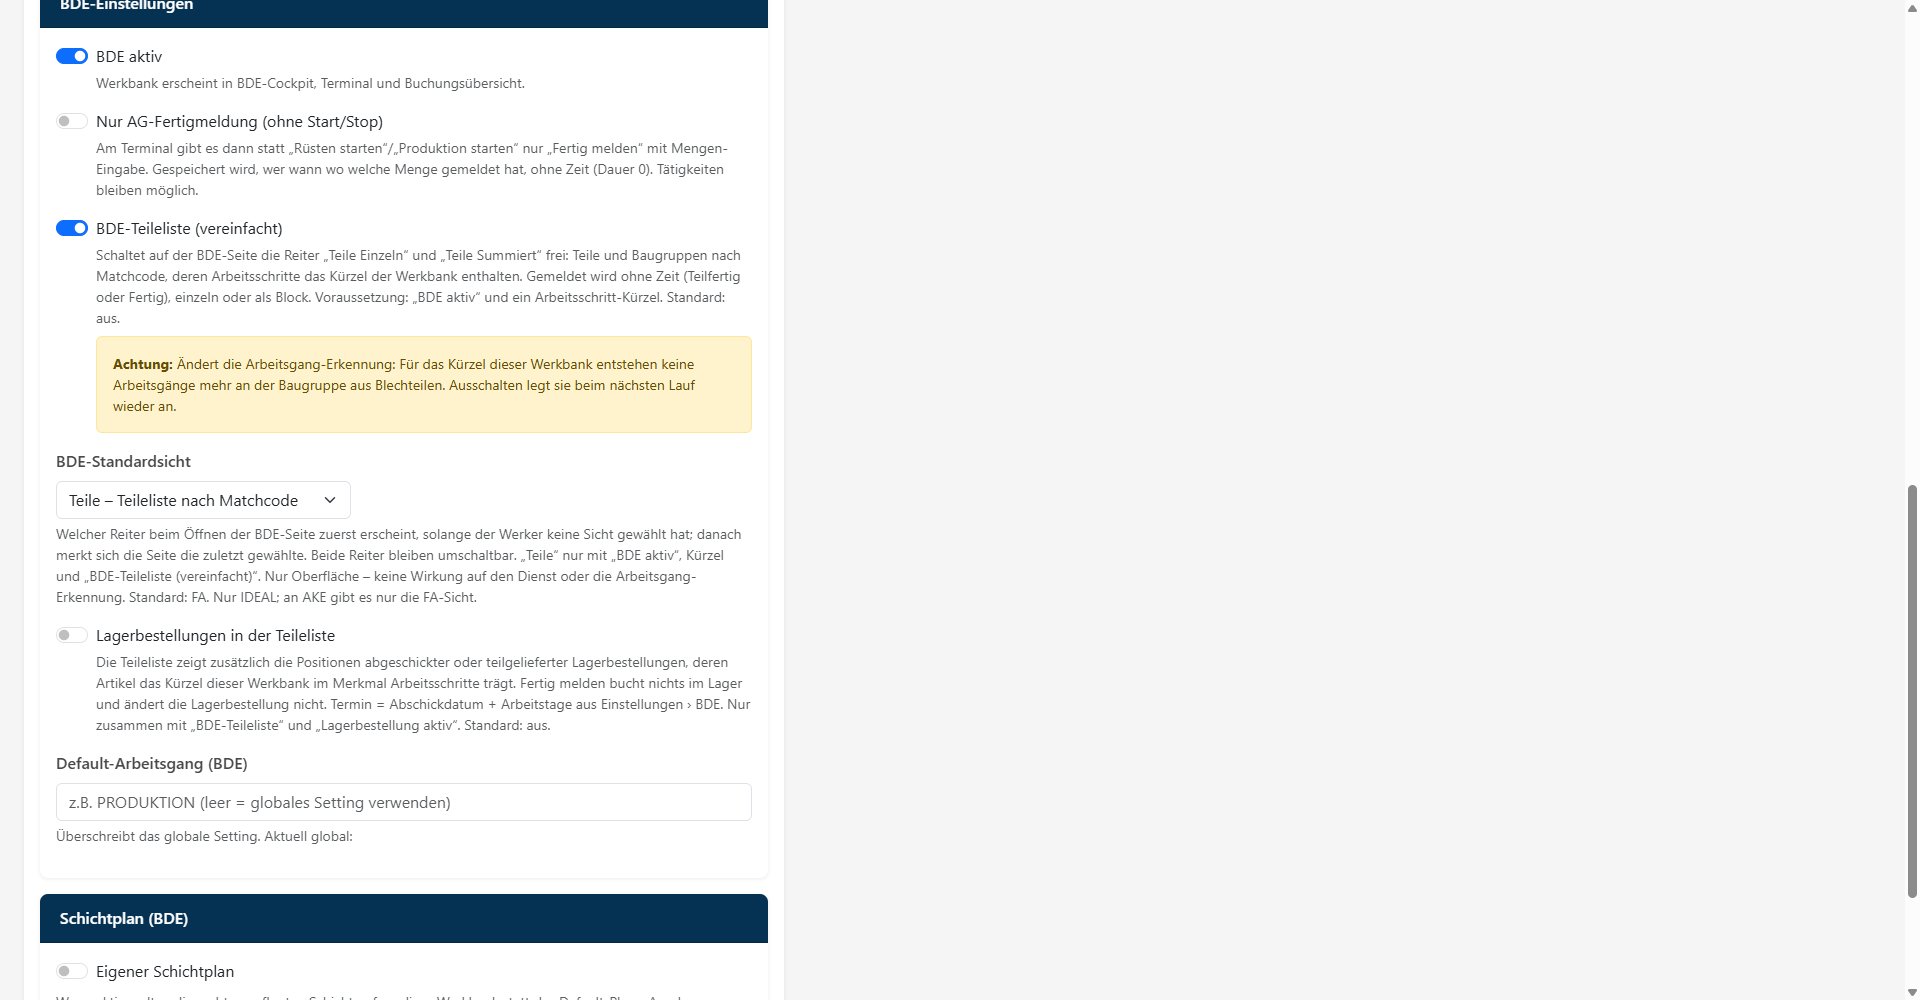 BDE-Einstellungen
BDE aktiv
Werkbank erscheint in BDE-Cockpit, Terminal und Buchungsübersicht.
Nur AG-Fertigmeldung (ohne Start/Stop)
Am Terminal gibt es dann statt „Rüsten starten“/„Produktion starten“ nur „Fertig melden“ mit Mengen-
Eingabe. Gespeichert wird, wer wann wo welche Menge gemeldet hat, ohne Zeit (Dauer 0). Tätigkeiten
bleiben möglich.
BDE-Teileliste (vereinfacht)
Schaltet auf der BDE-Seite die Reiter „Teile Einzeln“ und „Teile Summiert“ frei: Teile und Baugruppen nach
Matchcode, deren Arbeitsschritte das Kürzel der Werkbank enthalten. Gemeldet wird ohne Zeit (Teilfertig
oder Fertig), einzeln oder als Block. Voraussetzung: „BDE aktiv“ und ein Arbeitsschritt-Kürzel. Standard:
aus.
Achtung: Ändert die Arbeitsgang-Erkennung: Für das Kürzel dieser Werkbank entstehen keine
Arbeitsgänge mehr an der Baugruppe aus Blechteilen. Ausschalten legt sie beim nächsten Lauf
wieder an.
BDE-Standardsicht
Teile – Teileliste nach Matchcode
Welcher Reiter beim Öffnen der BDE-Seite zuerst erscheint, solange der Werker keine Sicht gewählt hat; danach
merkt sich die Seite die zuletzt gewählte. Beide Reiter bleiben umschaltbar. „Teile“ nur mit „BDE aktiv“, Kürzel
und „BDE-Teileliste (vereinfacht)“. Nur Oberfläche – keine Wirkung auf den Dienst oder die Arbeitsgang-
Erkennung. Standard: FA. Nur IDEAL; an AKE gibt es nur die FA-Sicht.
Lagerbestellungen in der Teileliste
Die Teileliste zeigt zusätzlich die Positionen abgeschickter oder teilgelieferter Lagerbestellungen, deren
Artikel das Kürzel dieser Werkbank im Merkmal Arbeitsschritte trägt. Fertig melden bucht nichts im Lager
und ändert die Lagerbestellung nicht. Termin = Abschickdatum + Arbeitstage aus Einstellungen › BDE. Nur
zusammen mit „BDE-Teileliste“ und „Lagerbestellung aktiv“. Standard: aus.
Default-Arbeitsgang (BDE)
z.B. PRODUKTION (leer = globales Setting verwenden)
Überschreibt das globale Setting. Aktuell global:
Schichtplan (BDE)
Eigener Schichtplan